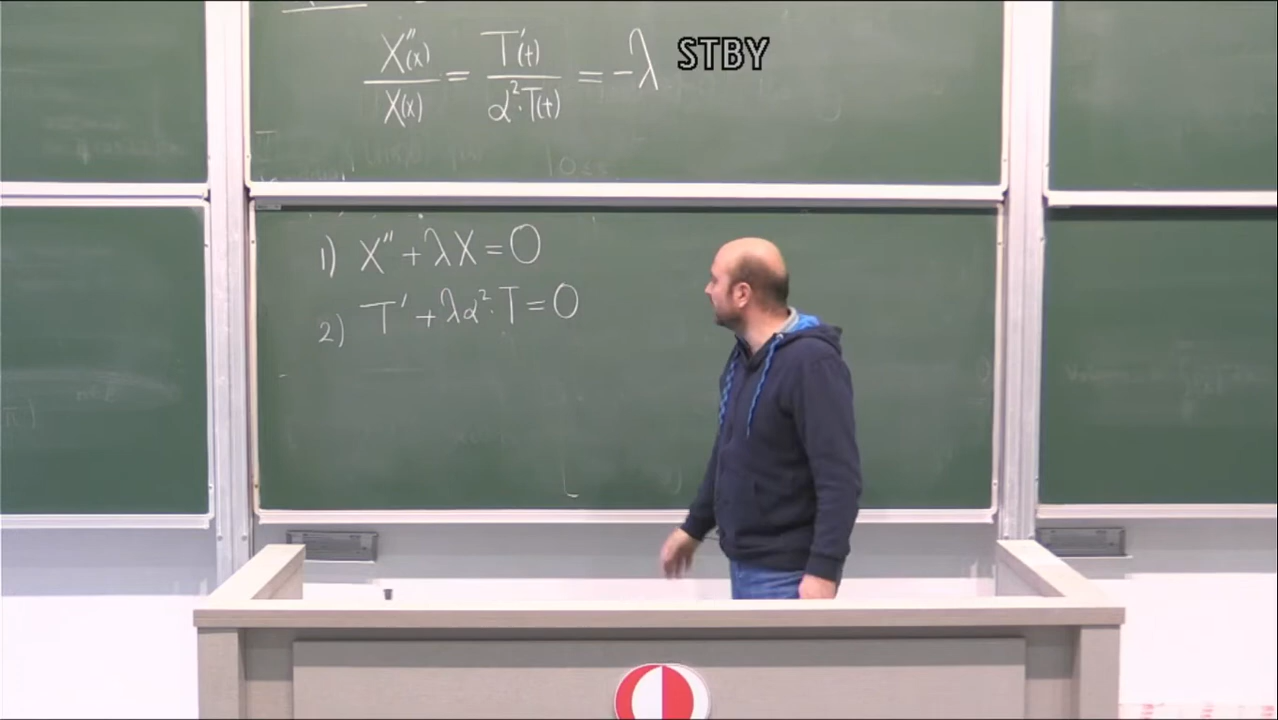 X''(x)/X(x) = T'(t)/α²·T(t) = -λ STBY
1) X'' + λX = 0
2) T' + λα²·T = 0